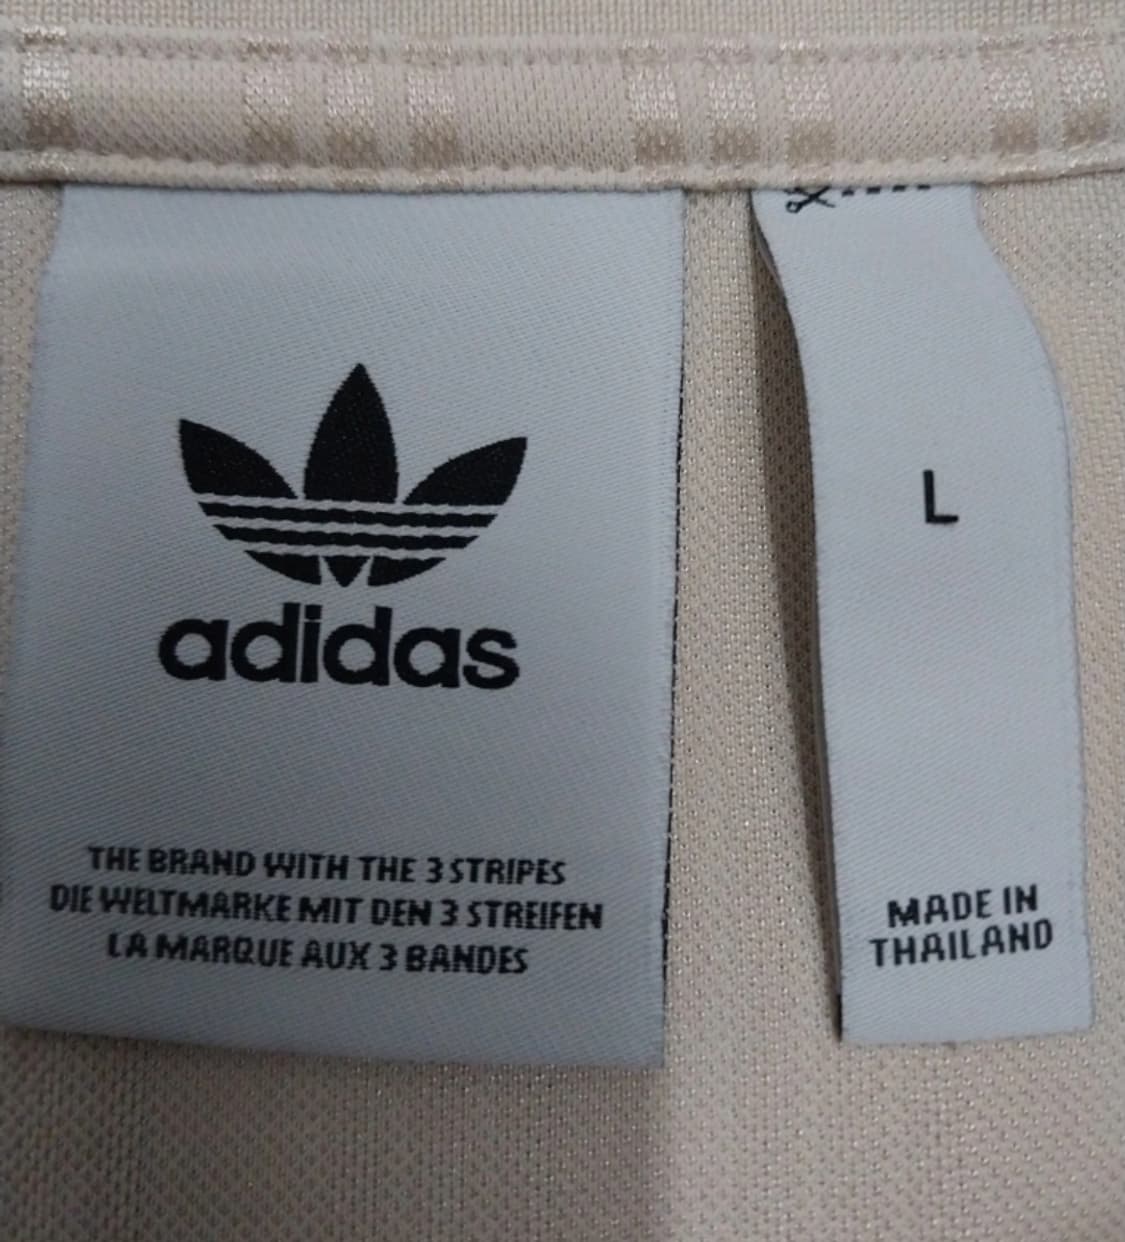 adidas
THE BRAND WITH THE 3 STRIPES
DIE WELTMARKE MIT DEN 3 STREIFEN
LA MARQUE AUX 3 BANDES
L
MADE IN
THAILAND